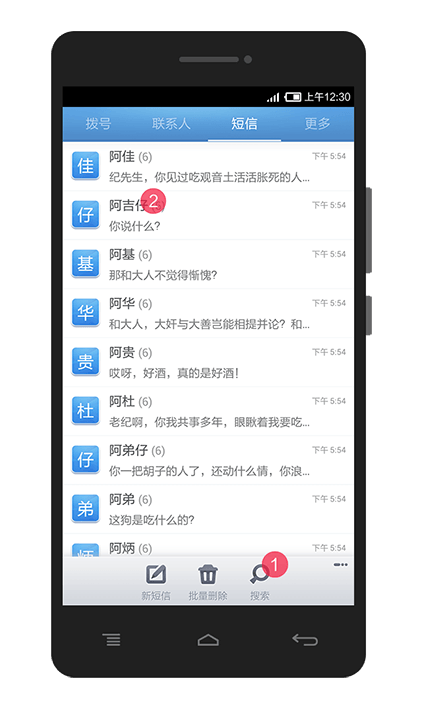 上午12:30
拨号 联系人 短信 更多
佳 阿佳 (6) 下午 5:54
纪先生，你见过吃观音土活活胀死的人...
仔 阿吉仔 2 下午 5:54
你说什么?
基 阿基 (6) 下午 5:54
那和大人不觉得惭愧?
华 阿华 (6) 下午 5:54
和大人，大奸与大善岂能相提并论? 和...
贵 阿贵 (6) 下午 5:54
哎呀，好酒，真的是好酒!
杜 阿杜 (6) 下午 5:54
老纪啊，你我共事多年，眼瞅着我要吃...
仔 阿弟仔 (6) 下午 5:54
你一把胡子的人了，还动什么情，你浪...
弟 阿弟 (6) 下午 5:54
这狗是吃什么的?
炳 阿炳 (6) 下午 5:54
1
新短信 批量删除 搜索